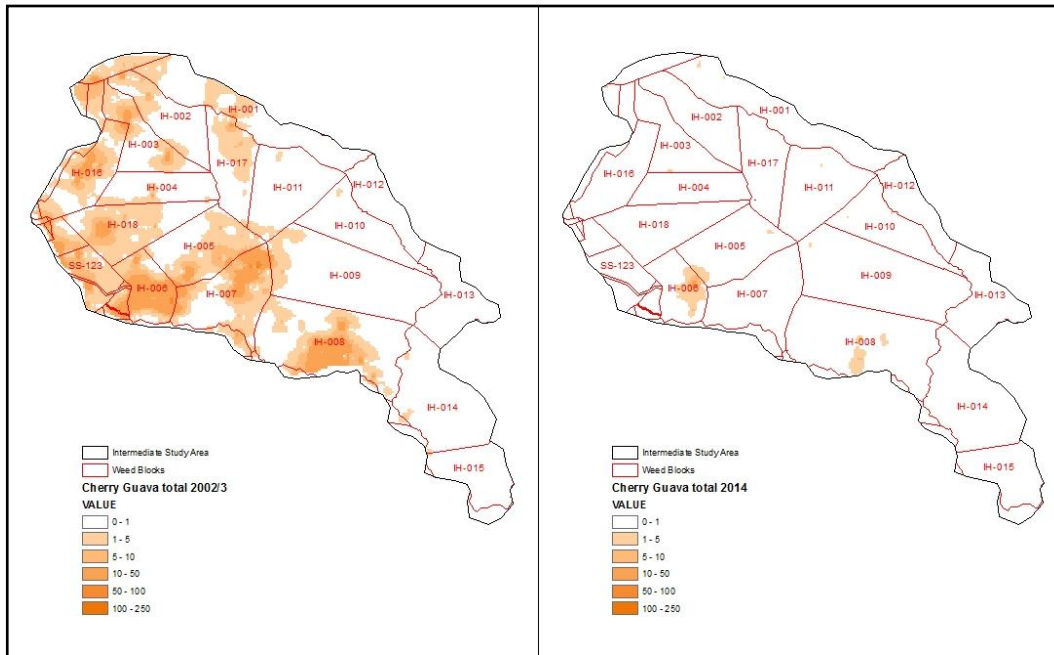 IH-001
IH-002
IH-003
IH-017
IH-016
IH-004
IH-011
IH-012
IH-010
IH-018
IH-005
SS-123
IH-009
IH-006
IH-007
IH-013
IH-008
IH-014
IH-015
Intermediate Study Area
Weed Blocks
Cherry Guava total 2002/3
VALUE
0 - 1
1 - 5
5 - 10
10 - 50
50 - 100
100 - 250
IH-001
IH-002
IH-003
IH-017
IH-016
IH-004
IH-011
IH-012
IH-010
IH-018
IH-005
SS-123
IH-009
IH-006
IH-007
IH-013
IH-008
IH-014
IH-015
Intermediate Study Area
Weed Blocks
Cherry Guava total 2014
VALUE
0 - 1
1 - 5
5 - 10
10 - 50
50 - 100
100 - 250